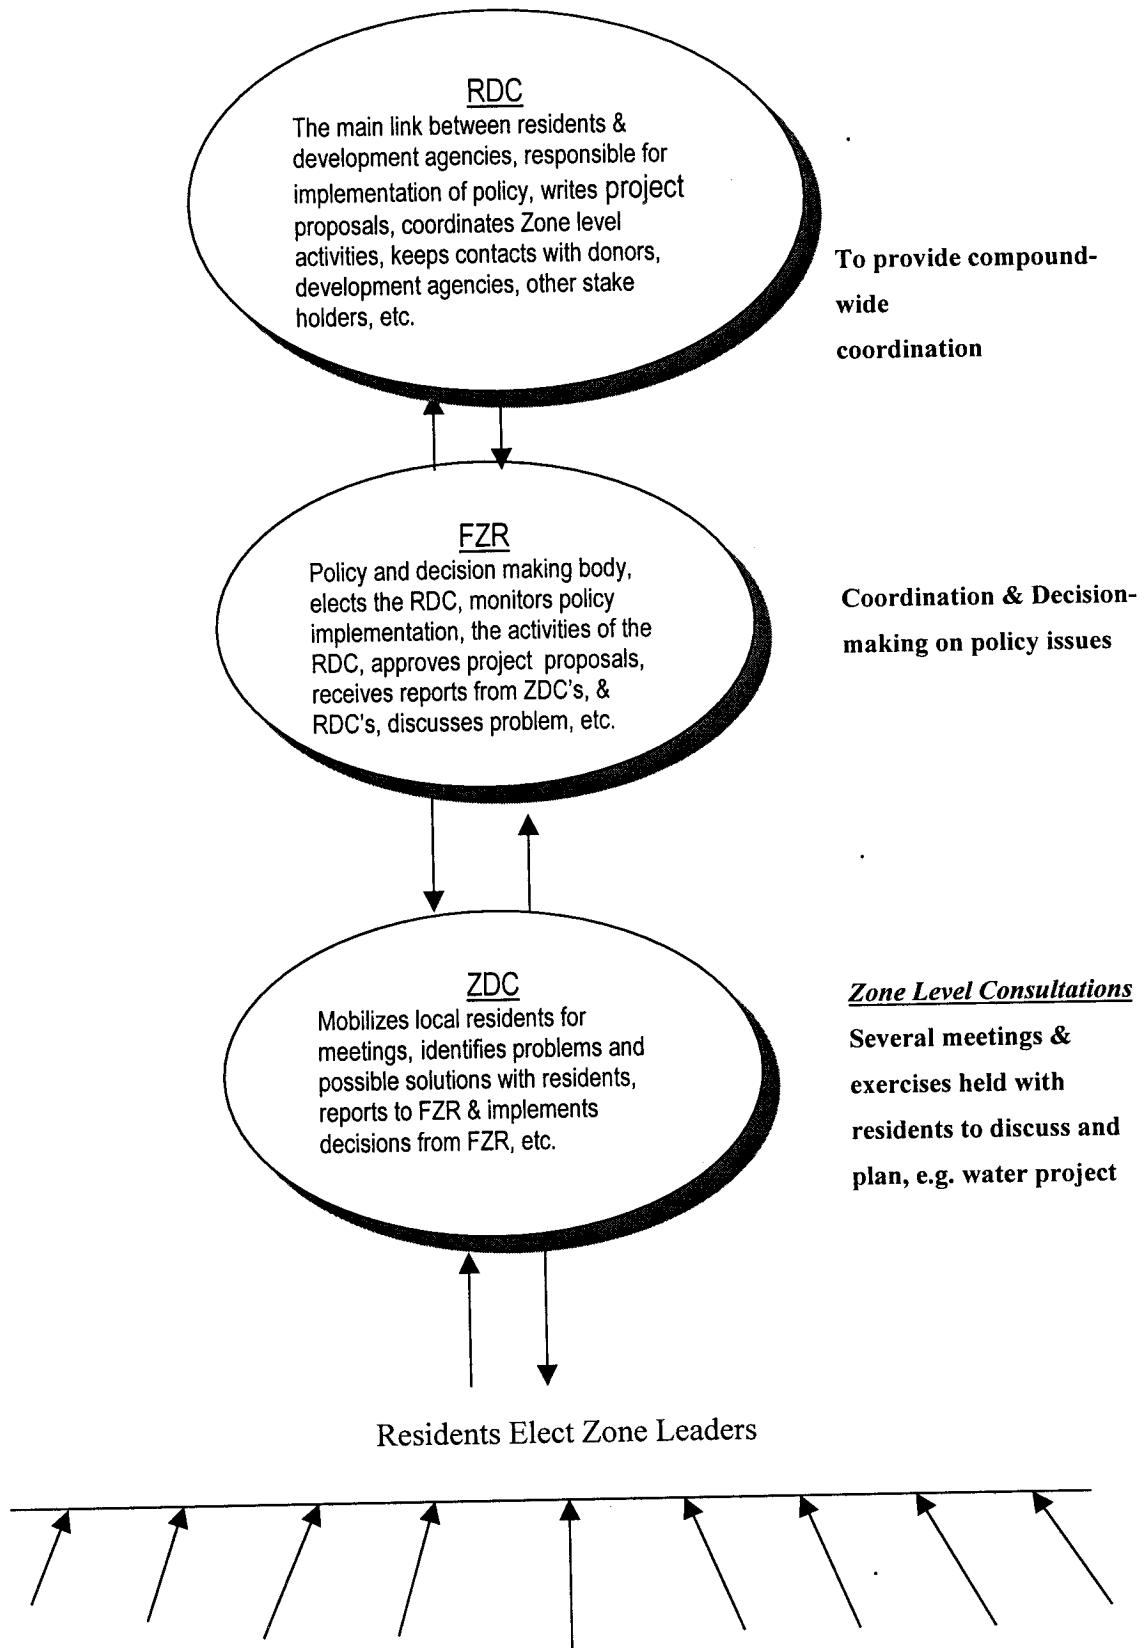 RDC
The main link between residents &
development agencies, responsible for
implementation of policy, writes project
proposals, coordinates Zone level
activities, keeps contacts with donors,
development agencies, other stake
holders, etc.
To provide compound-
wide
coordination
FZR
Policy and decision making body,
elects the RDC, monitors policy
implementation, the activities of the
RDC, approves project proposals,
receives reports from ZDC's, &
RDC's, discusses problem, etc.
Coordination & Decision-
making on policy issues
ZDC
Mobilizes local residents for
meetings, identifies problems and
possible solutions with residents,
reports to FZR & implements
decisions from FZR, etc.
Zone Level Consultations
Several meetings &
exercises held with
residents to discuss and
plan, e.g. water project
Residents Elect Zone Leaders